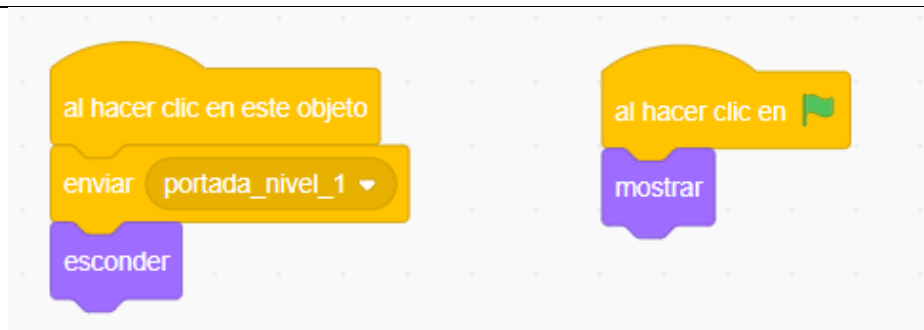 al hacer clic en este objeto
enviar portada_nivel_1
esconder
al hacer clic en
mostrar